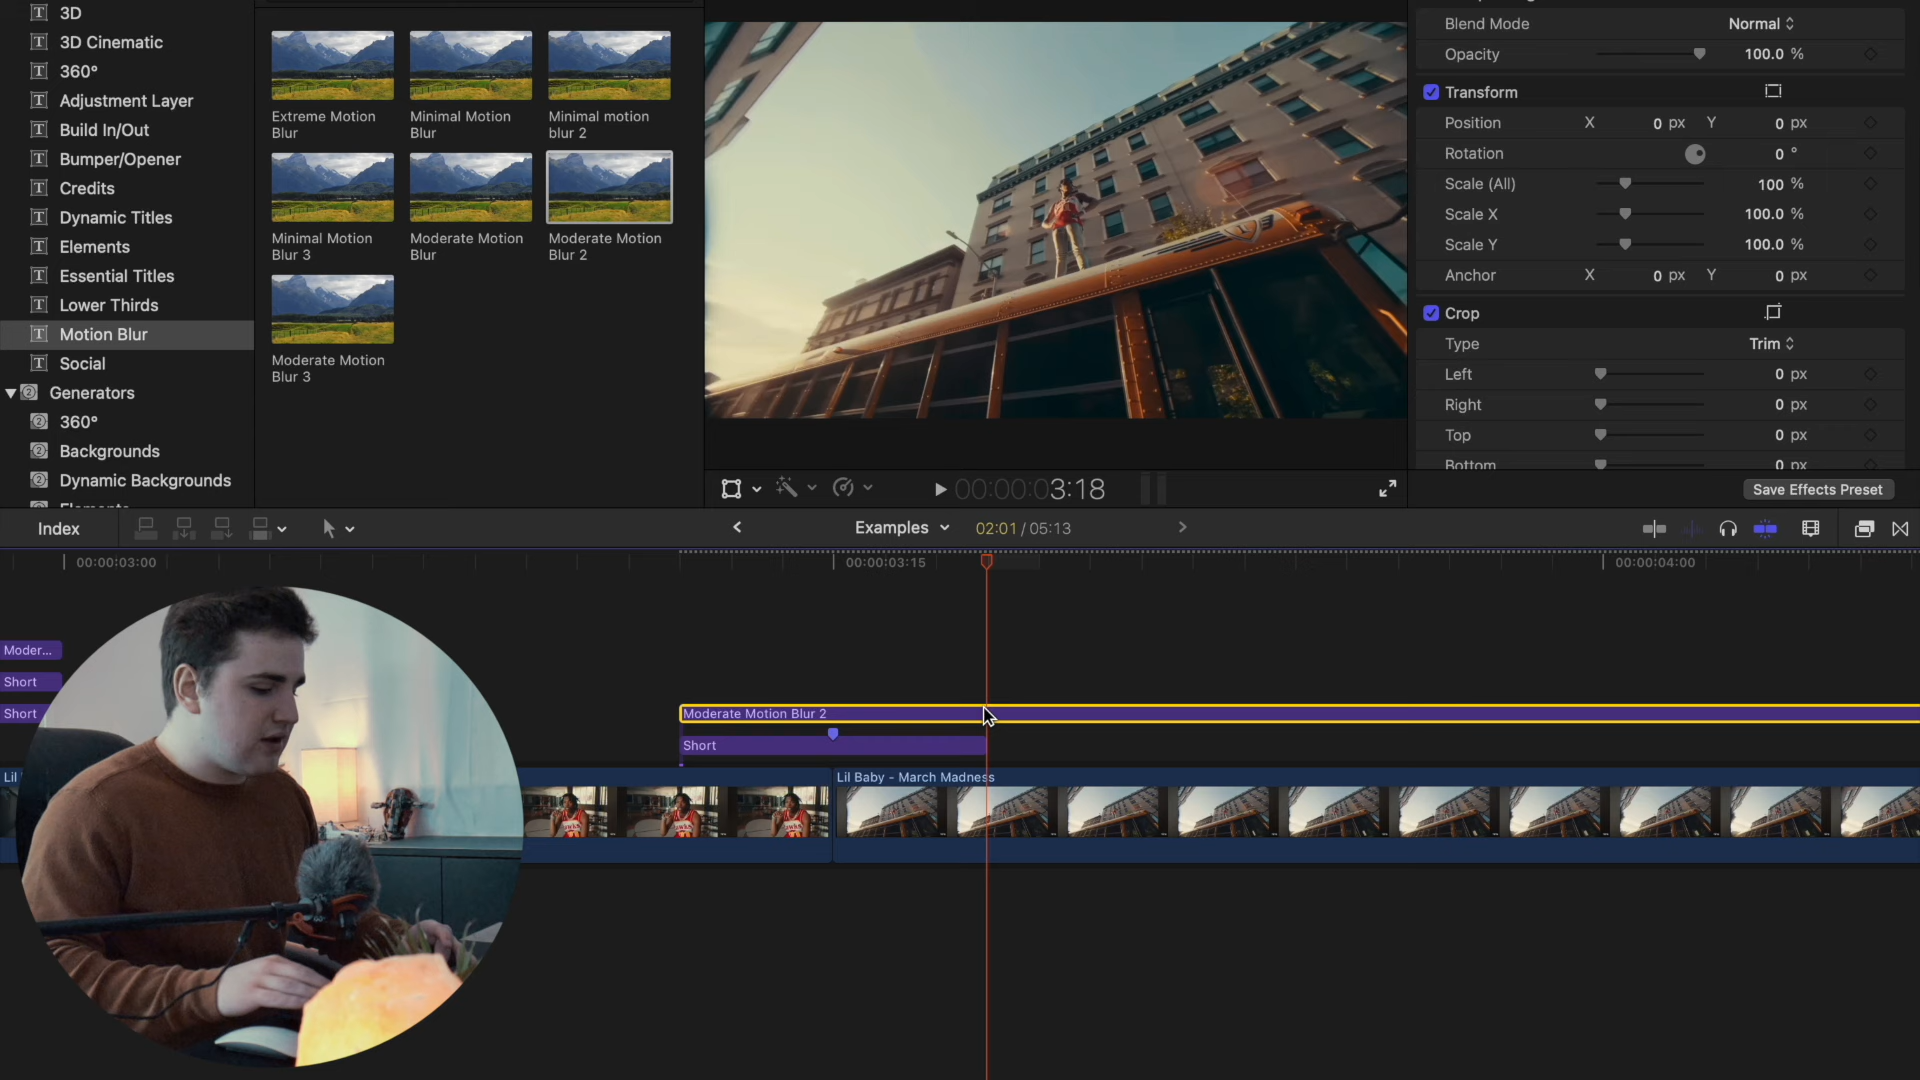 3D
3D Cinematic
360°
Adjustment Layer
Build In/Out
Bumper/Opener
Credits
Dynamic Titles
Elements
Essential Titles
Lower Thirds
Motion Blur
Social
Generators
360°
Backgrounds
Dynamic Backgrounds
Extreme Motion
Blur
Minimal Motion
Blur
Minimal motion
blur 2
Minimal Motion
Blur 3
Moderate Motion
Blur
Moderate Motion
Blur 2
Moderate Motion
Blur 3
Blend Mode Normal
Opacity 100.0 %
Transform
Position X 0 px Y 0 px
Rotation 0 °
Scale (All) 100 %
Scale X 100.0 %
Scale Y 100.0 %
Anchor X 0 px Y 0 px
Crop
Type Trim
Left 0 px
Right 0 px
Top 0 px
Bottom 0 px
00:00:03:18
Save Effects Preset
Index
Examples 02:01 / 05:13
00:00:03:00 00:00:03:15 00:00:04:00
Moder...
Short
Short
Moderate Motion Blur 2
Short
Lil
Lil Baby - March Madness